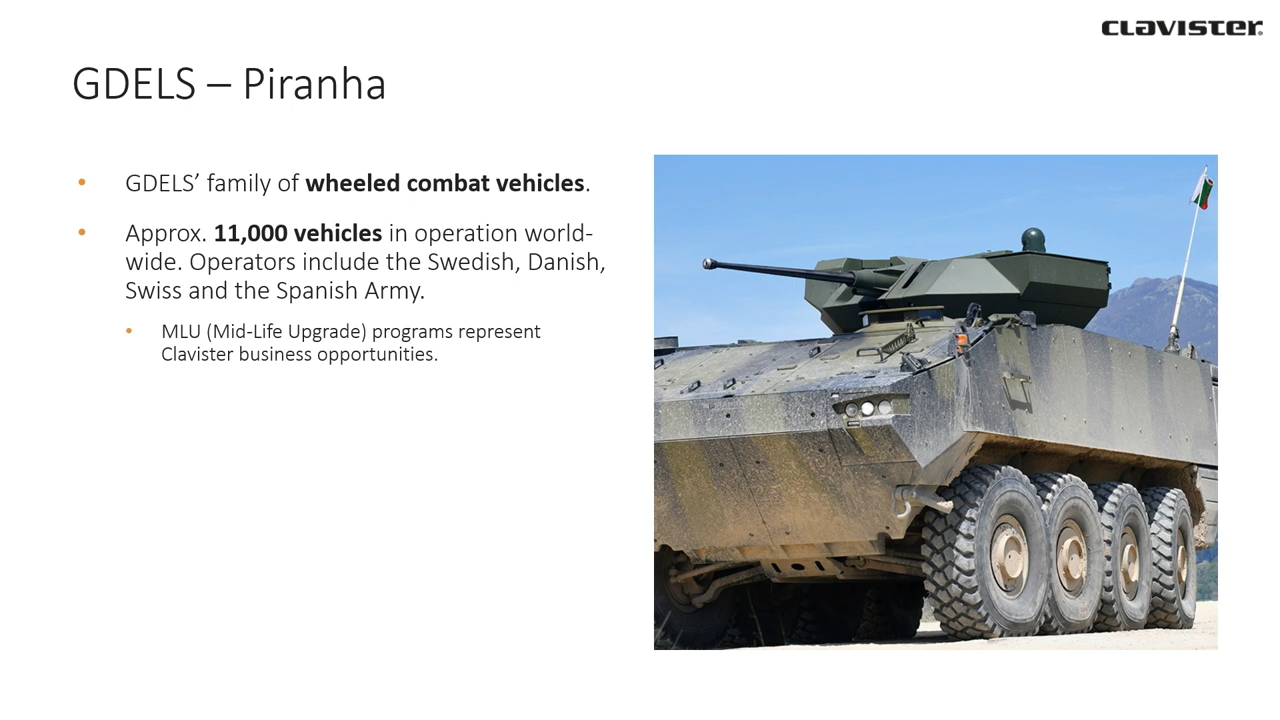 CLAVISTER
GDELS – Piranha
• GDELS’ family of wheeled combat vehicles.
• Approx. 11,000 vehicles in operation world-
wide. Operators include the Swedish, Danish,
Swiss and the Spanish Army.
• MLU (Mid-Life Upgrade) programs represent
Clavister business opportunities.